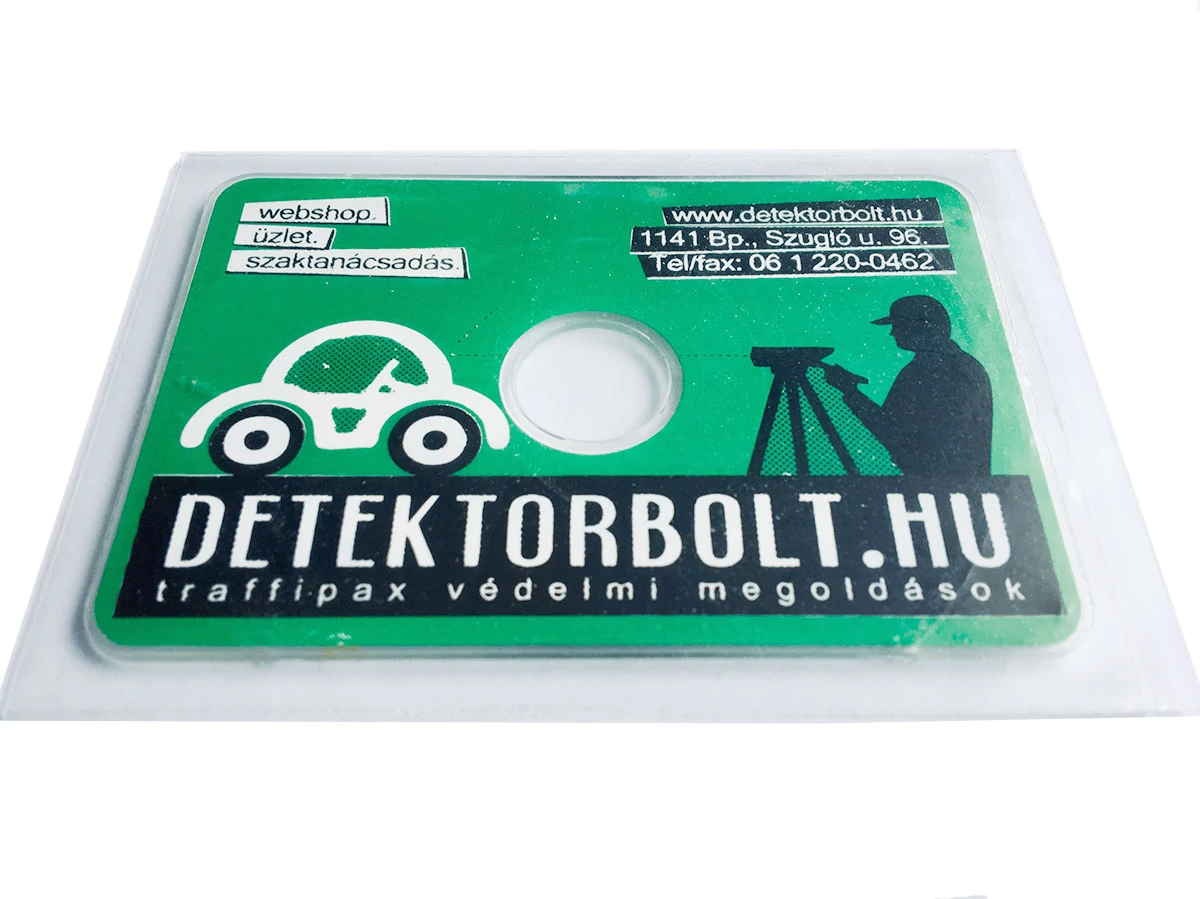 webshop.
üzlet.
szaktanácsadás.
www.detektorbolt.hu
1141 Bp., Szugló u. 96.
Tel/fax: 06 1 220-0462
DETEKTORBOLT.HU
traffipax védelmi megoldások